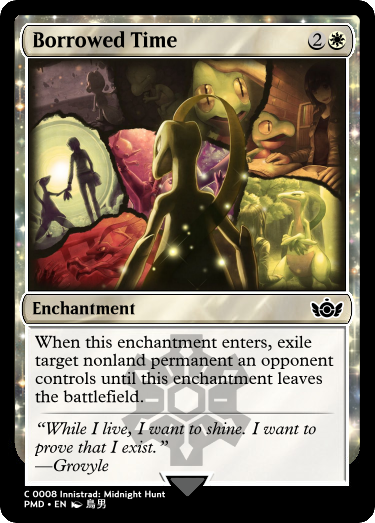 Borrowed Time
2
Enchantment
When this enchantment enters, exile
target nonland permanent an opponent
controls until this enchantment leaves
the battlefield.
“While I live, I want to shine. I want to
prove that I exist.”
—Grovyle
C 0008 Innistrad: Midnight Hunt
PMD • EN 鳥男